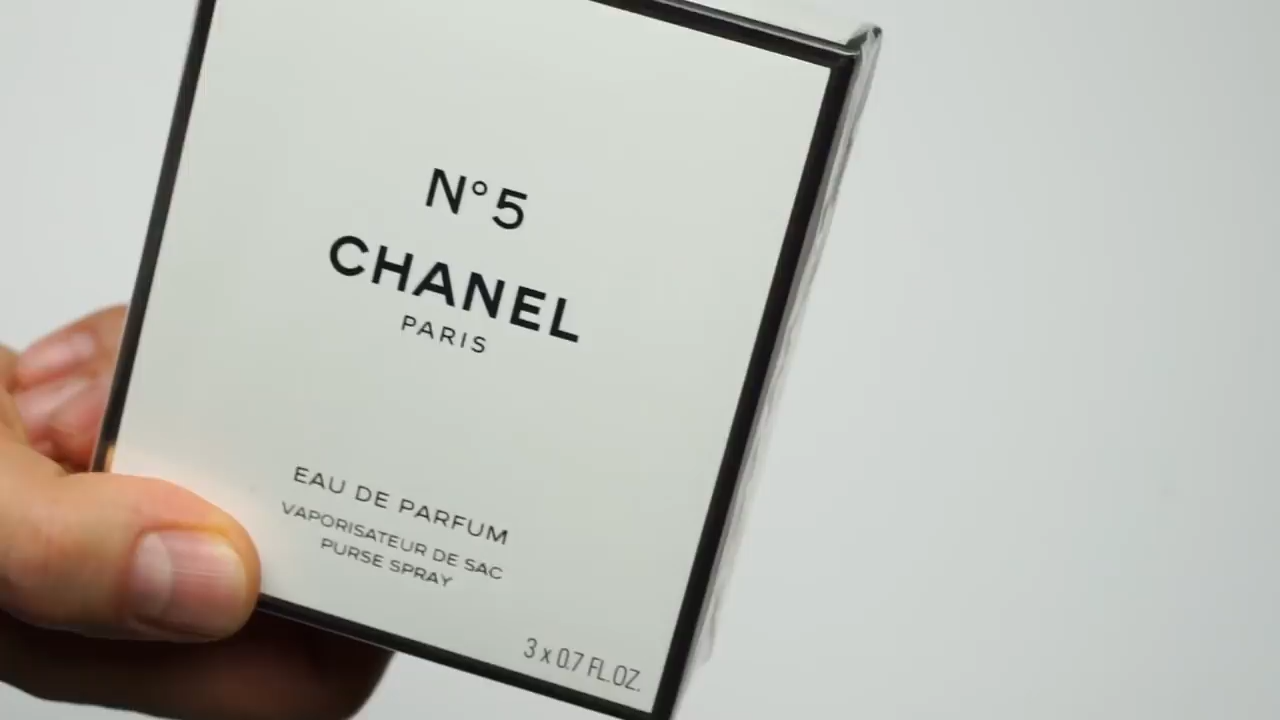 N°5
CHANEL
PARIS
EAU DE PARFUM
VAPORISATEUR DE SAC
PURSE SPRAY
3 x 0.7 FL.OZ.